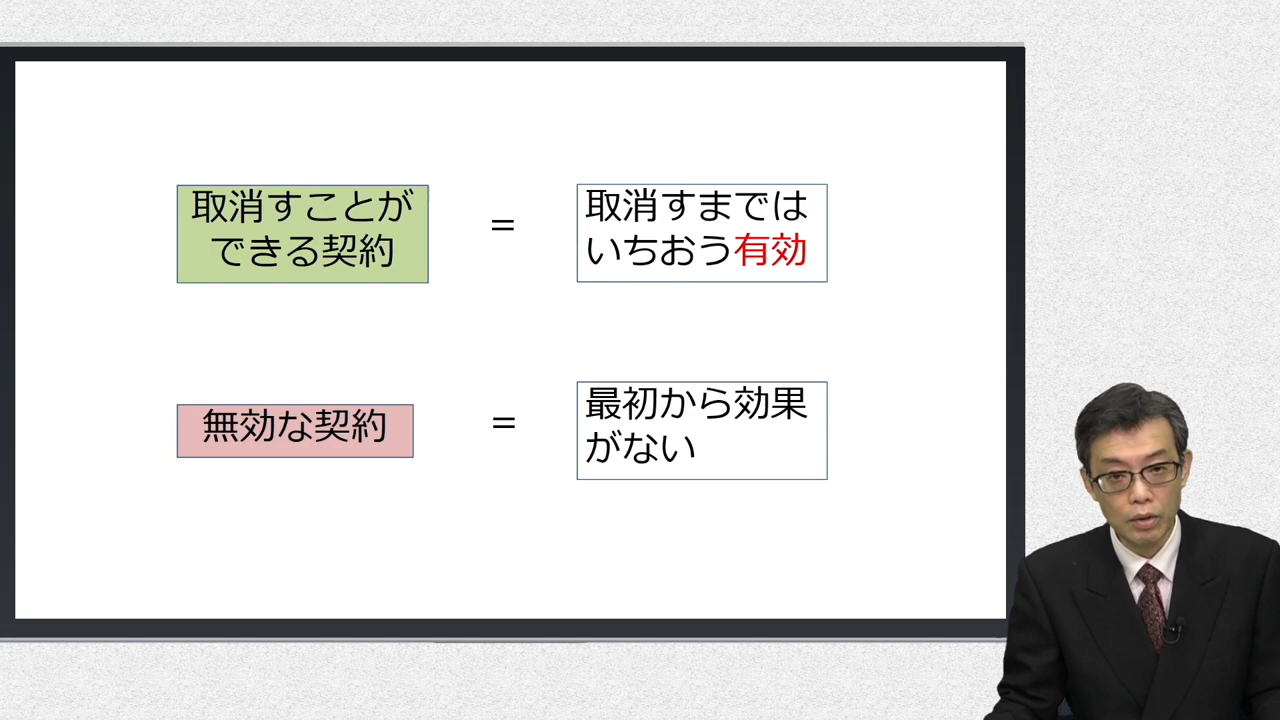 取消すことが
できる契約
=
取消すまでは
いちおう有効
無効な契約
=
最初から効果
がない